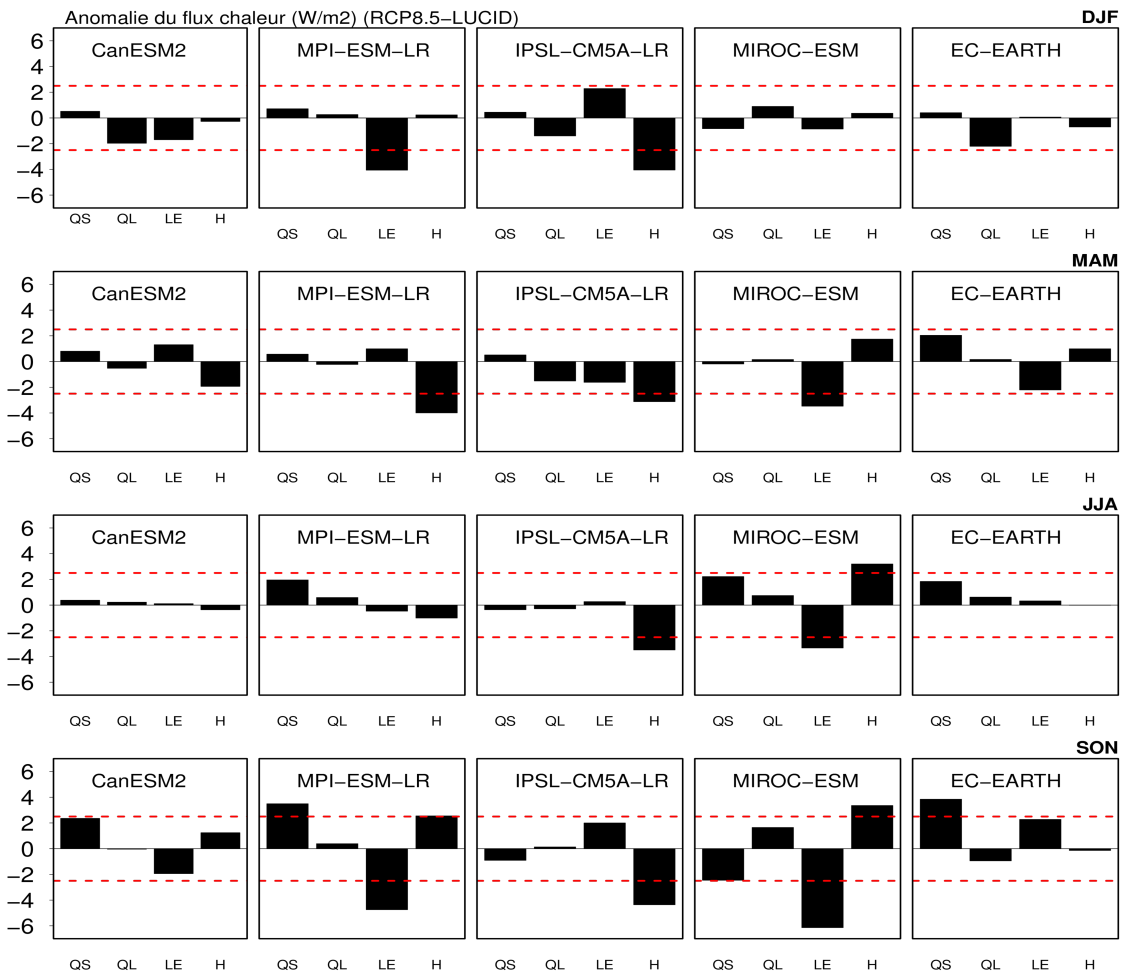 Anomalie du flux chaleur (W/m2) (RCP8.5−LUCID) DJF
CanESM2 MPI−ESM−LR IPSL−CM5A−LR MIROC−ESM EC−EARTH
6
4
2
0
−2
−4
−6
QS QL LE H QS QL LE H QS QL LE H QS QL LE H QS QL LE H
MAM
CanESM2 MPI−ESM−LR IPSL−CM5A−LR MIROC−ESM EC−EARTH
6
4
2
0
−2
−4
−6
QS QL LE H QS QL LE H QS QL LE H QS QL LE H QS QL LE H
JJA
CanESM2 MPI−ESM−LR IPSL−CM5A−LR MIROC−ESM EC−EARTH
6
4
2
0
−2
−4
−6
QS QL LE H QS QL LE H QS QL LE H QS QL LE H QS QL LE H
SON
CanESM2 MPI−ESM−LR IPSL−CM5A−LR MIROC−ESM EC−EARTH
6
4
2
0
−2
−4
−6
QS QL LE H QS QL LE H QS QL LE H QS QL LE H QS QL LE H